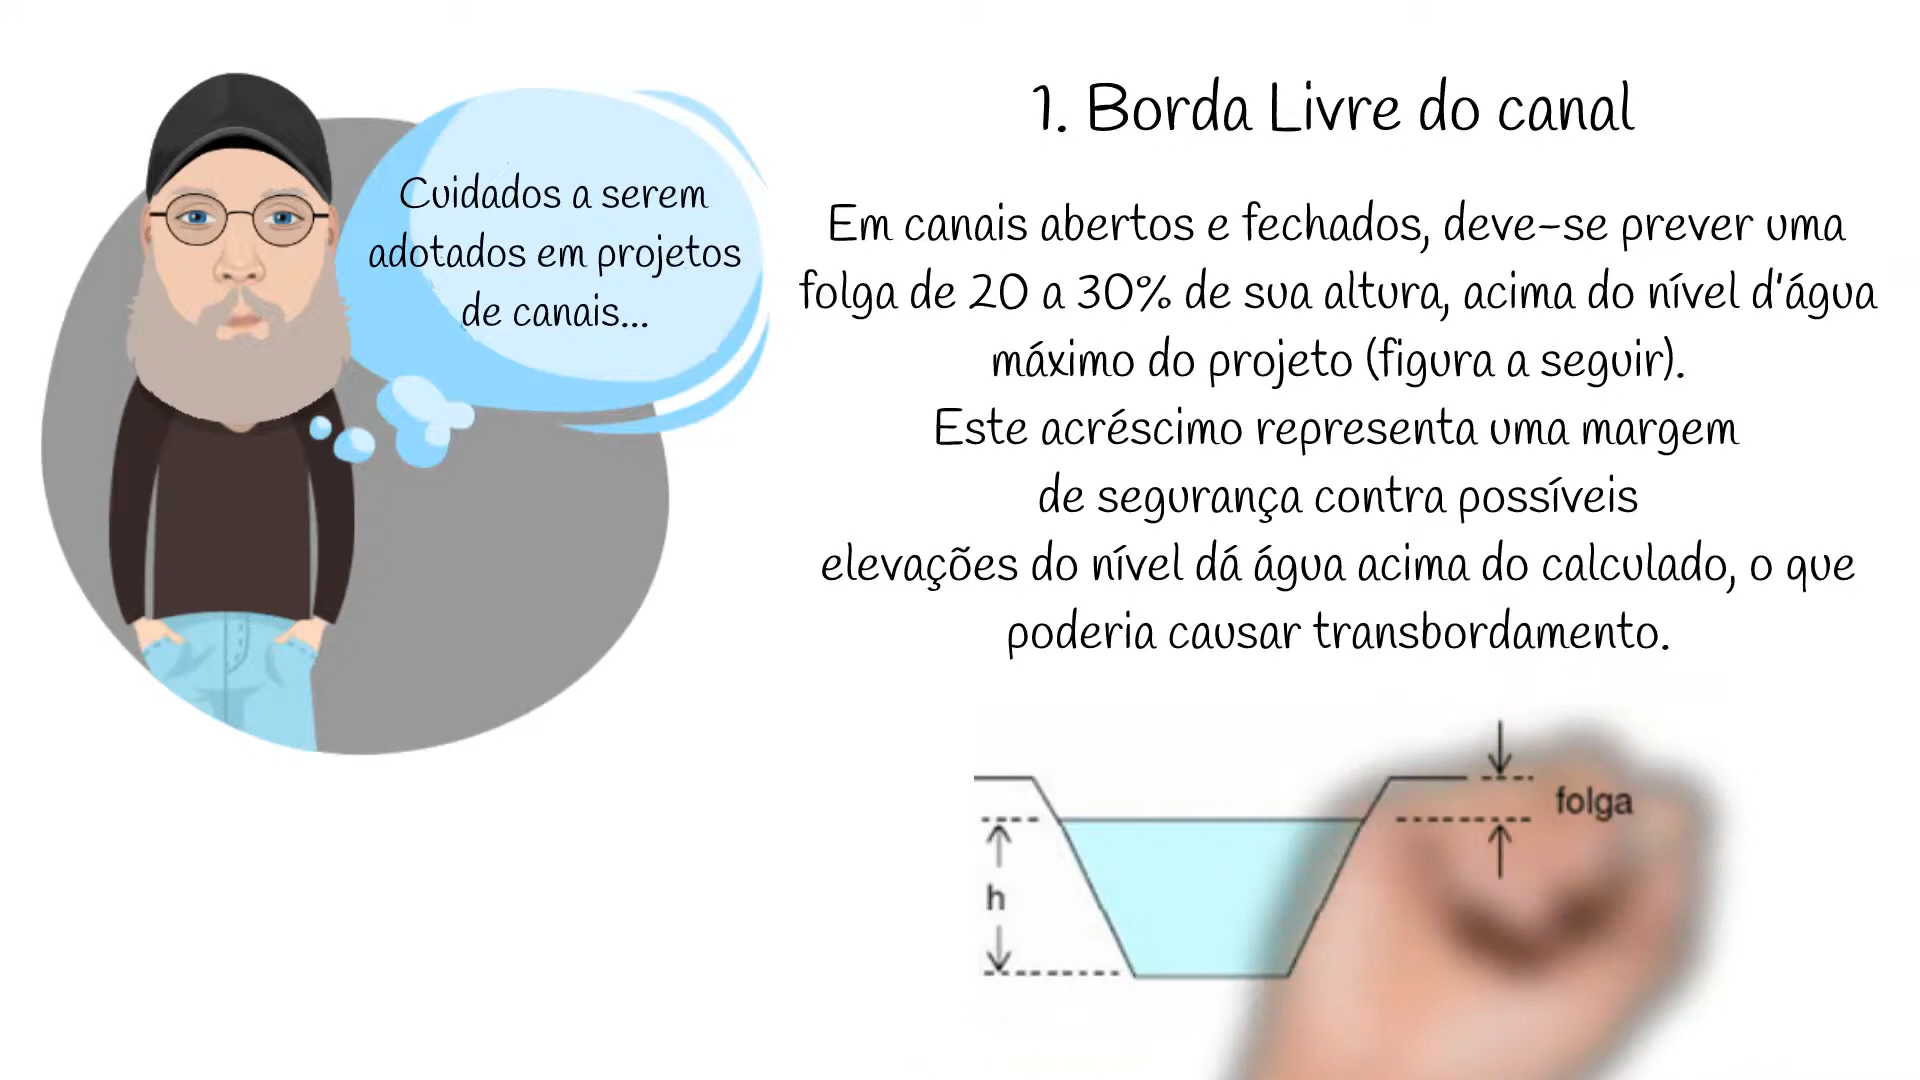 Cuidados a serem
adotados em projetos
de canais...
1. Borda Livre do canal
Em canais abertos e fechados, deve-se prever uma
folga de 20 a 30% de sua altura, acima do nível d'água
máximo do projeto (figura a seguir).
Este acréscimo representa uma margem
de segurança contra possíveis
elevações do nível dá água acima do calculado, o que
poderia causar transbordamento.
folga
h